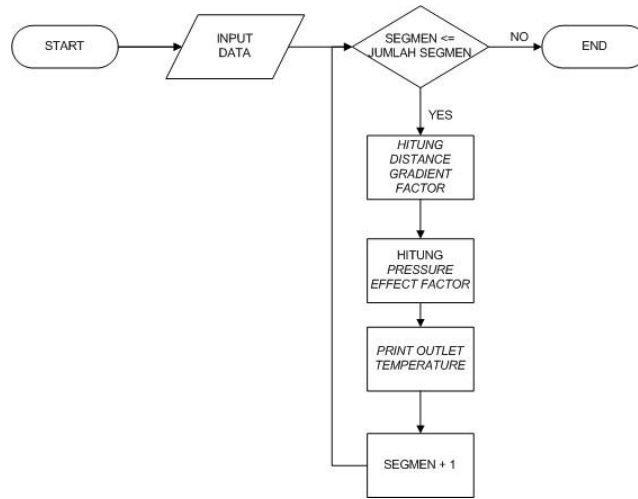 START
INPUT
DATA
SEGMEN <=
JUMLAH SEGMEN
NO
END
YES
HITUNG
DISTANCE
GRADIENT
FACTOR
HITUNG
PRESSURE
EFFECT FACTOR
PRINT OUTLET
TEMPERATURE
SEGMEN + 1